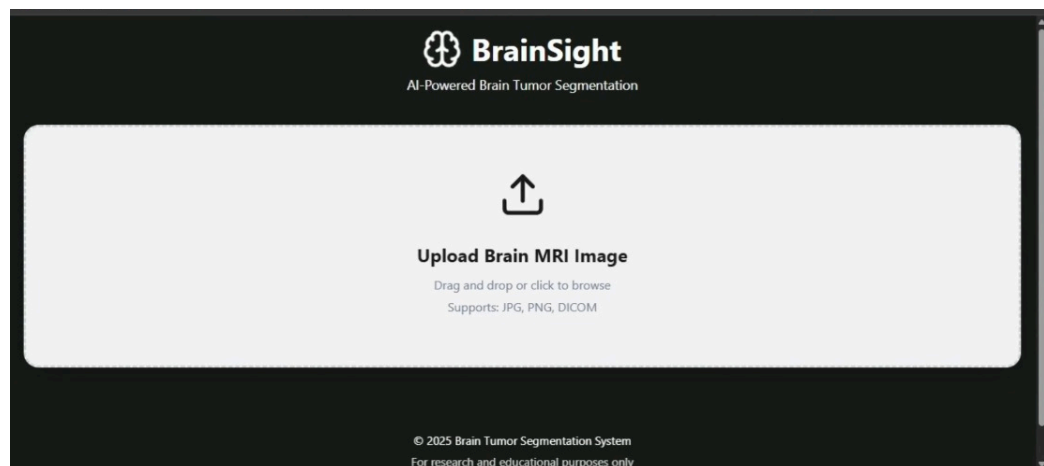 BrainSight
AI-Powered Brain Tumor Segmentation
Upload Brain MRI Image
Drag and drop or click to browse
Supports: JPG, PNG, DICOM
© 2025 Brain Tumor Segmentation System
For research and educational purposes only